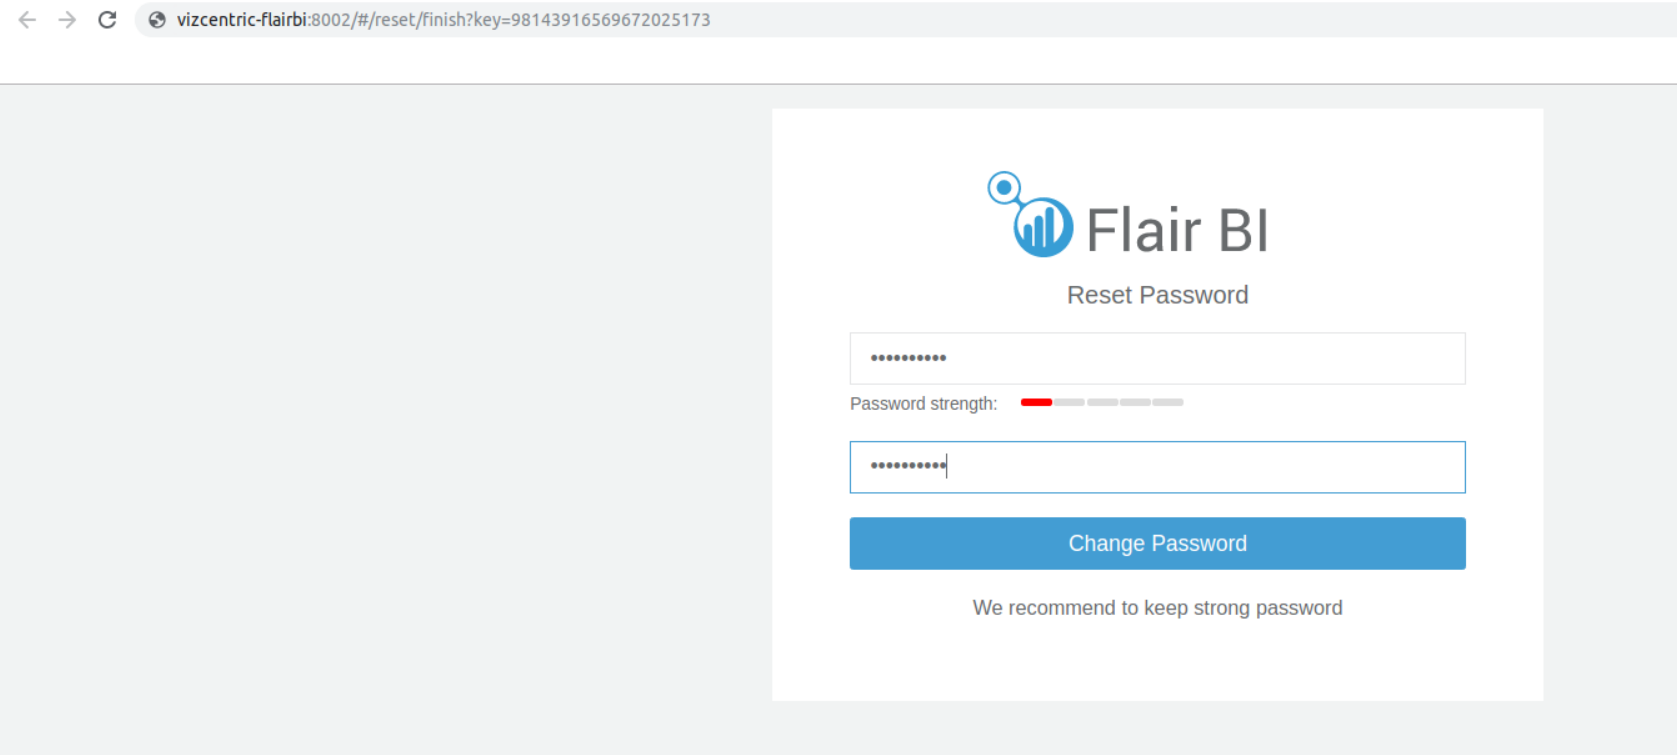 vizcentric-flairbi:8002/#/reset/finish?key=98143916569672025173
Flair BI
Reset Password
••••••••••
Password strength:
••••••••••
Change Password
We recommend to keep strong password